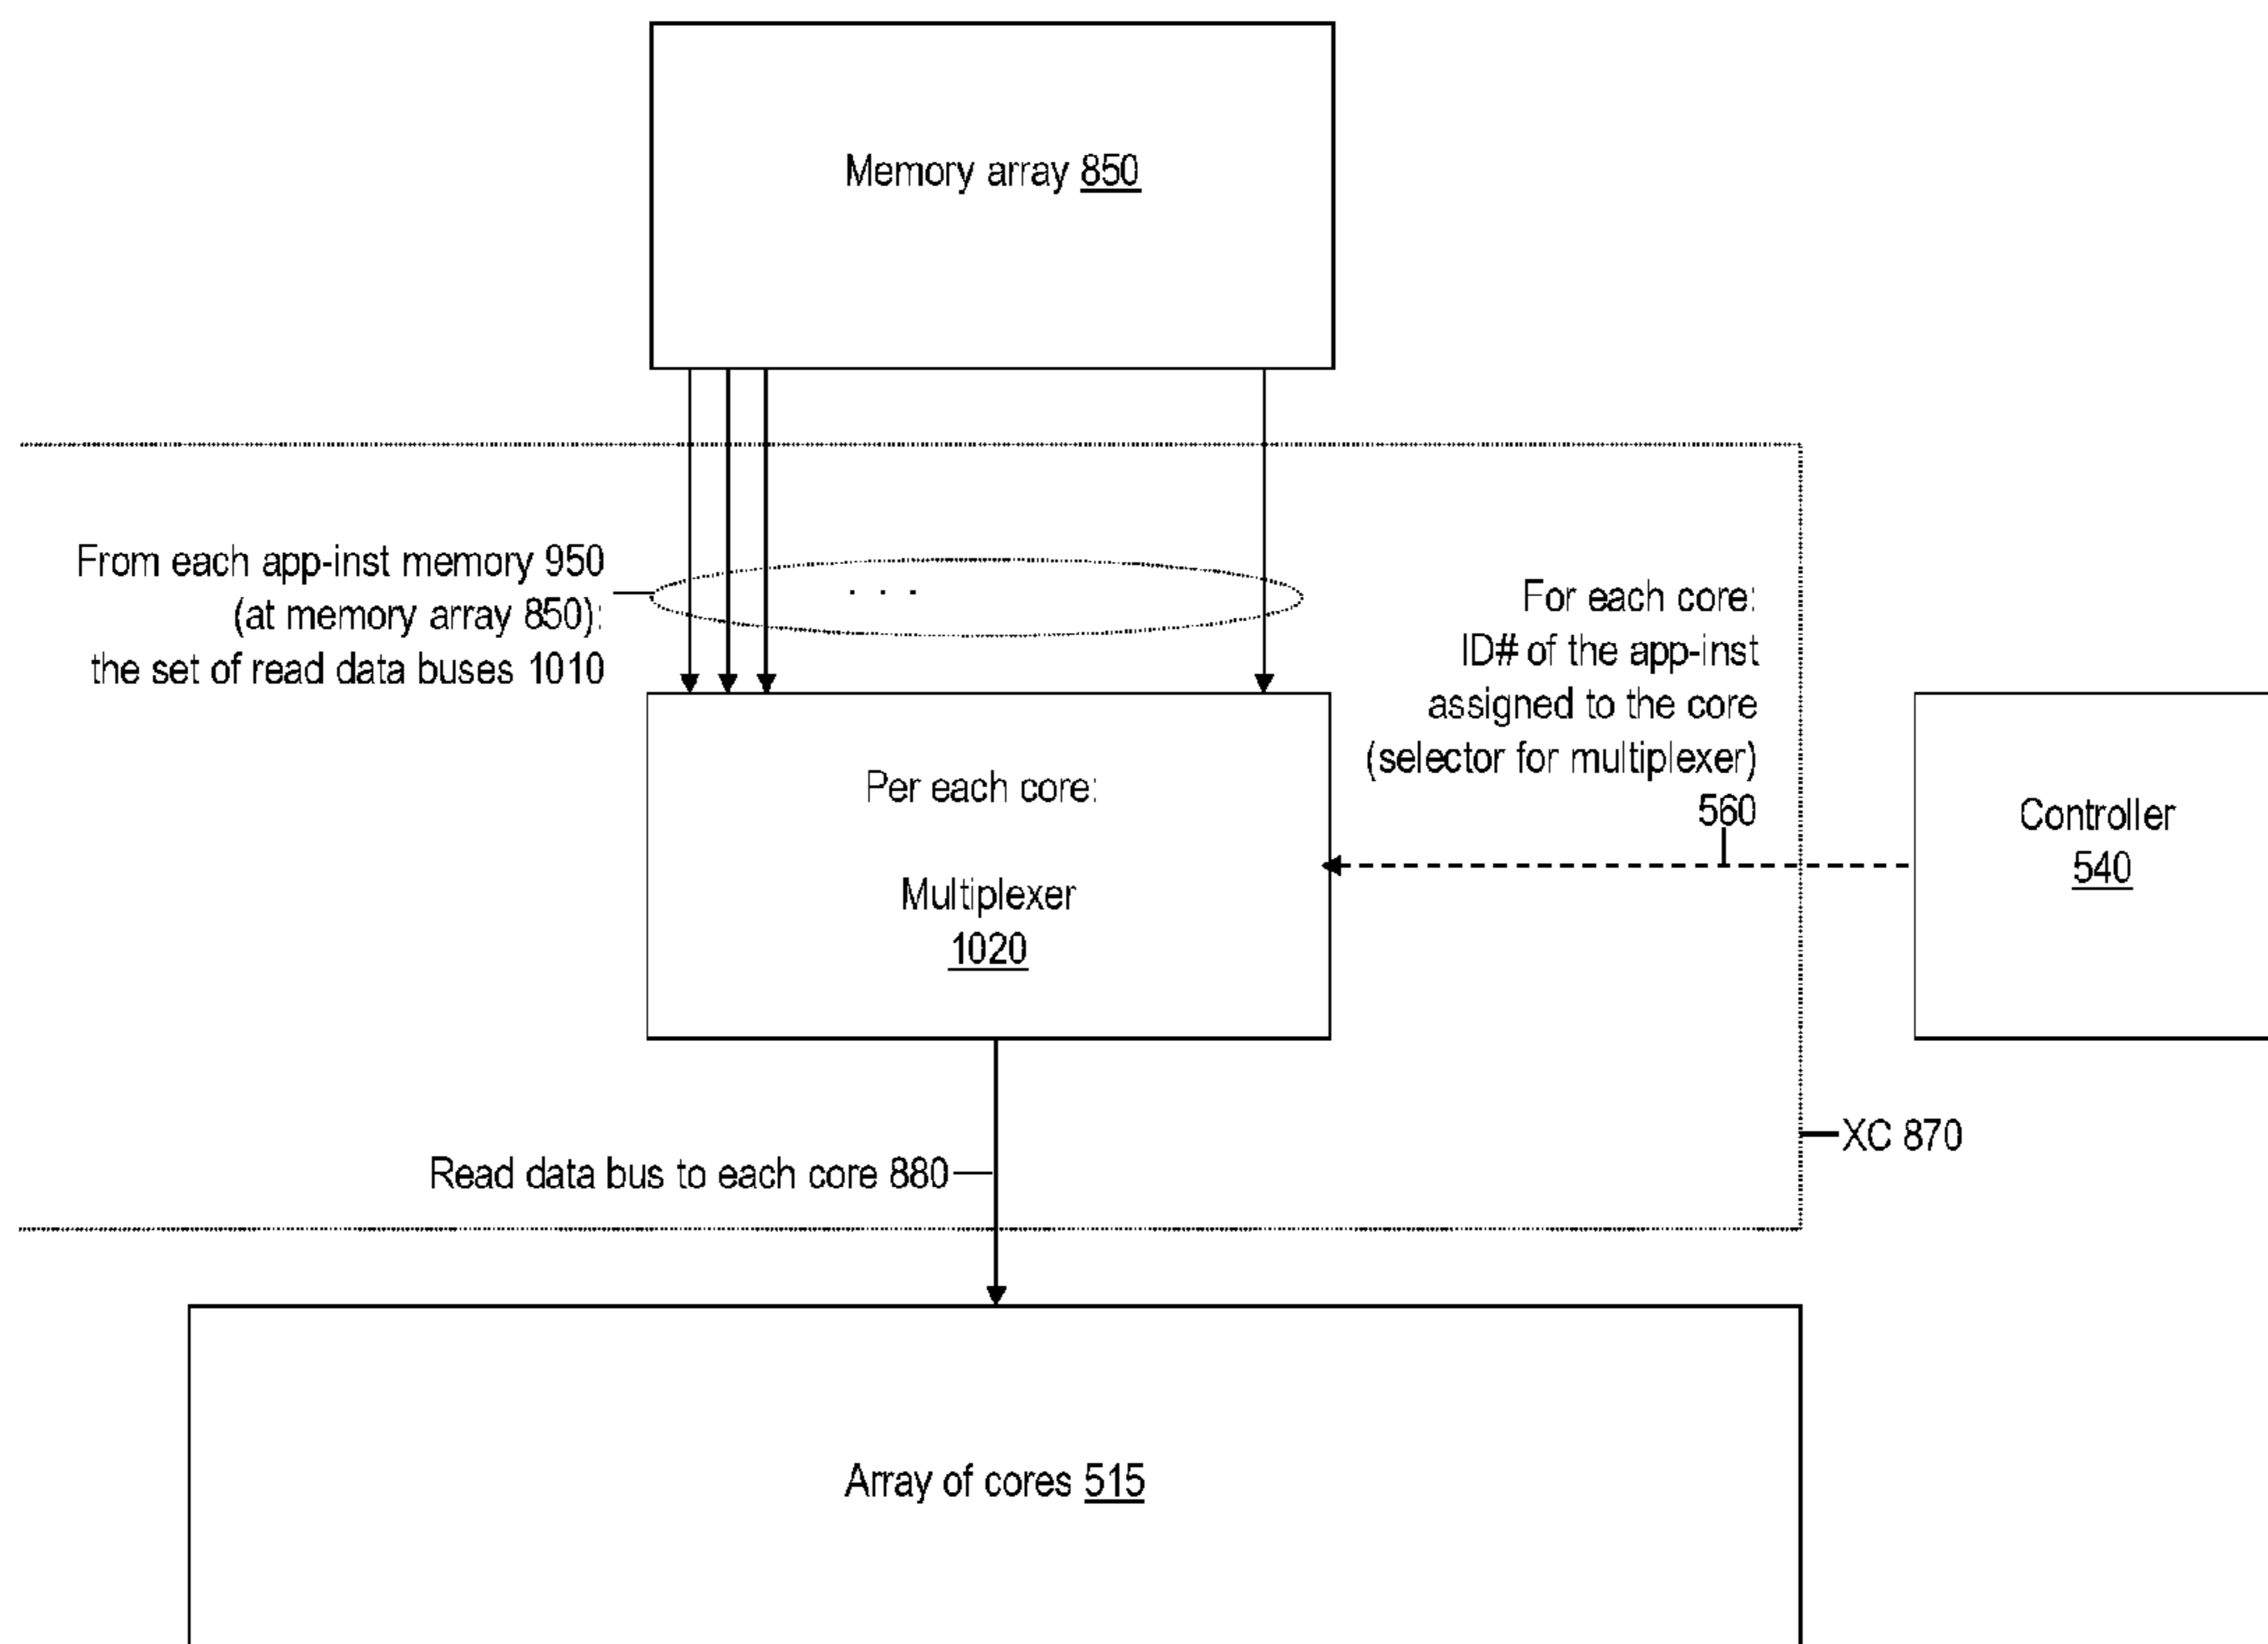 Memory array 850
From each app-inst memory 950
(at memory array 850):
the set of read data buses 1010
. . .
For each core:
ID# of the app-inst
assigned to the core
(selector for multiplexer)
560
Per each core:
Multiplexer
1020
Controller
540
XC 870
Read data bus to each core 880
Array of cores 515